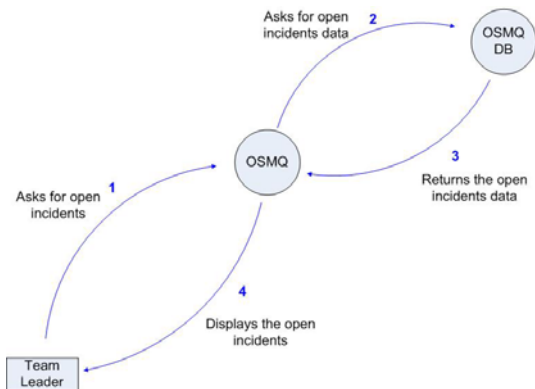 Asks for open
incidents data
2
OSMQ
DB
OSMQ
3
Returns the open
incidents data
1
Asks for open
incidents
4
Displays the open
incidents
Team
Leader